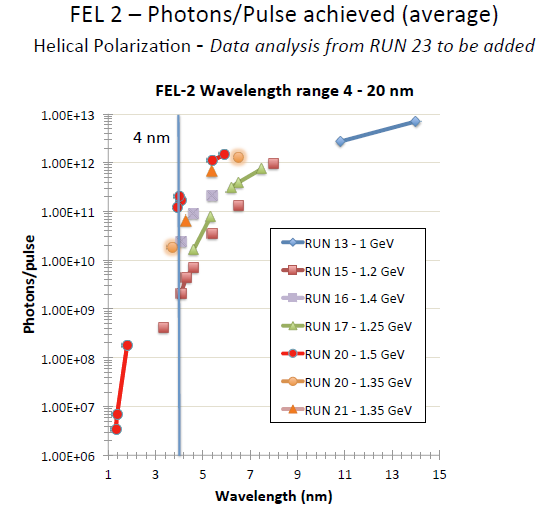 FEL 2 – Photons/Pulse achieved (average)
Helical Polarization - Data analysis from RUN 23 to be added
FEL-2 Wavelength range 4 - 20 nm
1.00E+13
4 nm
1.00E+12
1.00E+11
1.00E+10
1.00E+09
1.00E+08
1.00E+07
1.00E+06
Photons/pulse
RUN 13 - 1 GeV
RUN 15 - 1.2 GeV
RUN 16 - 1.4 GeV
RUN 17 - 1.25 GeV
RUN 20 - 1.5 GeV
RUN 20 - 1.35 GeV
RUN 21 - 1.35 GeV
1 3 5 7 9 11 13 15
Wavelength (nm)